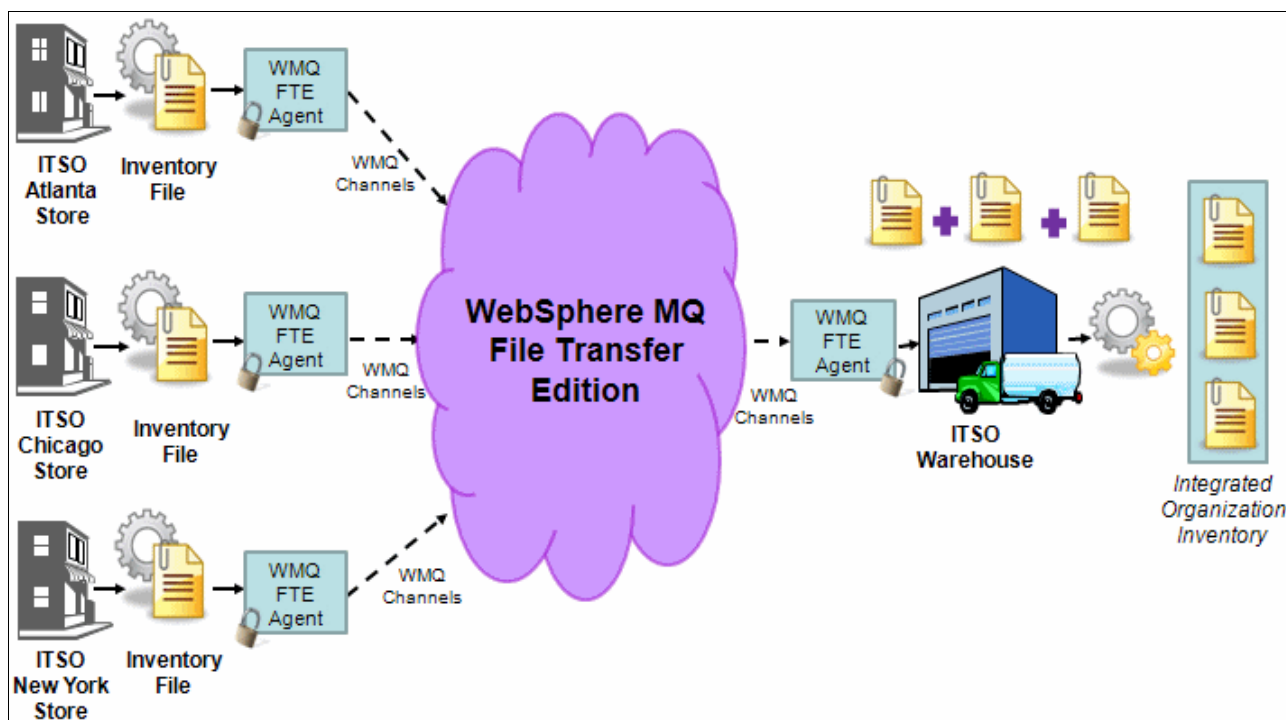 ITSO
Atlanta
Store
Inventory
File
WMQ
FTE
Agent
WMQ
Channels
ITSO
Chicago
Store
Inventory
File
WMQ
FTE
Agent
WMQ
Channels
ITSO
New York
Store
Inventory
File
WMQ
FTE
Agent
WMQ
Channels
WebSphere MQ
File Transfer
Edition
WMQ
Channels
WMQ
FTE
Agent
ITSO
Warehouse
Integrated
Organization
Inventory